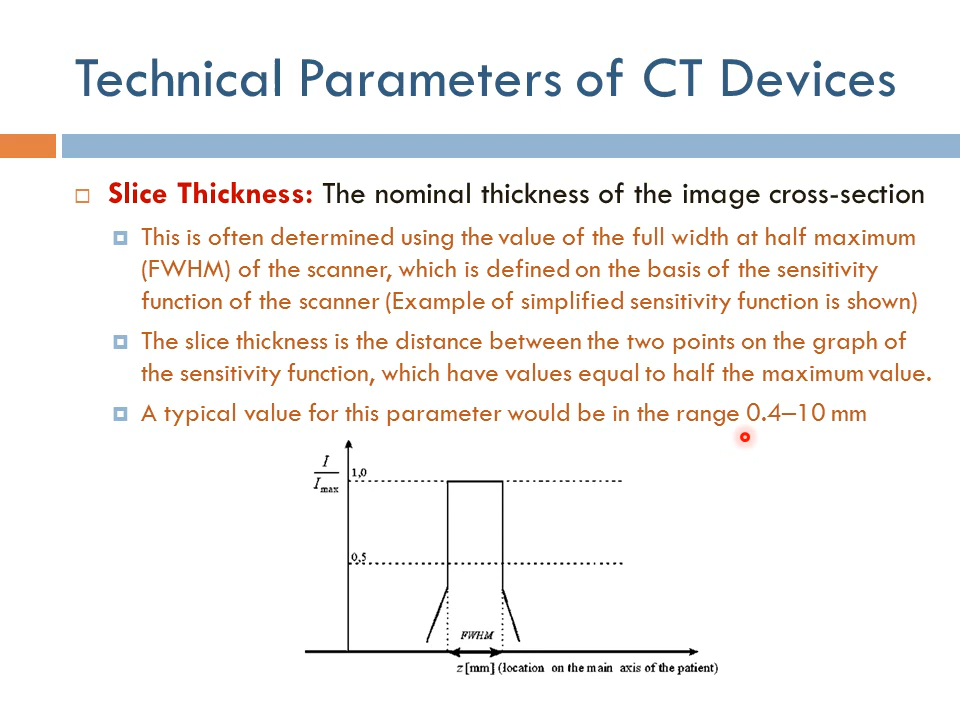 Technical Parameters of CT Devices
Slice Thickness: The nominal thickness of the image cross-section
This is often determined using the value of the full width at half maximum
(FWHM) of the scanner, which is defined on the basis of the sensitivity
function of the scanner (Example of simplified sensitivity function is shown)
The slice thickness is the distance between the two points on the graph of
the sensitivity function, which have values equal to half the maximum value.
A typical value for this parameter would be in the range 0.4–10 mm
I
Imax
1,0
0,5
FWHM
z [mm] (location on the main axis of the patient)